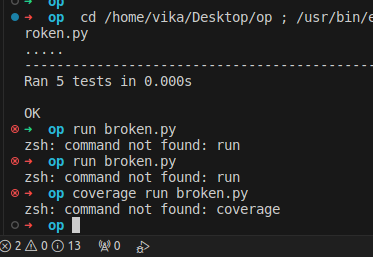 ➜ op
➜ op cd /home/vika/Desktop/op ; /usr/bin/e
roken.py
.....
----------------------------------------
Ran 5 tests in 0.000s
OK
➜ op run broken.py
zsh: command not found: run
➜ op run broken.py
zsh: command not found: run
➜ op coverage run broken.py
zsh: command not found: coverage
➜ op
2 0 13 0